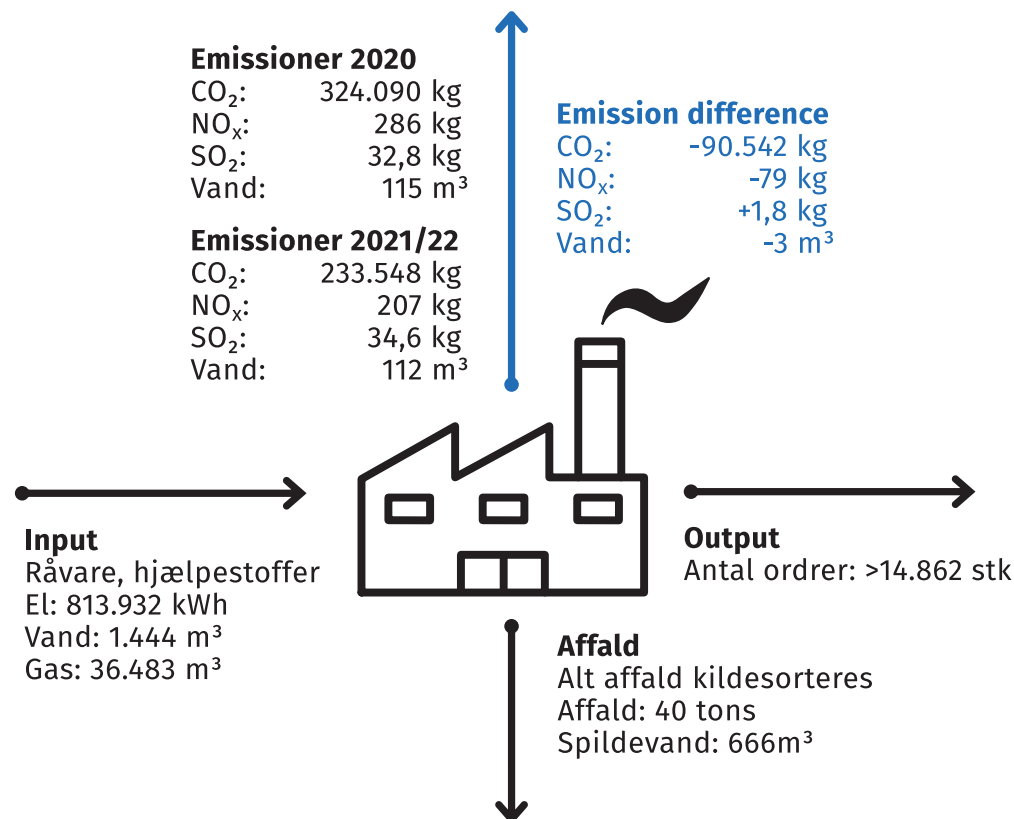 Emissioner 2020
CO₂: 324.090 kg
NOₓ: 286 kg
SO₂: 32,8 kg
Vand: 115 m³
Emissioner 2021/22
CO₂: 233.548 kg
NOₓ: 207 kg
SO₂: 34,6 kg
Vand: 112 m³
Emission difference
CO₂: -90.542 kg
NOₓ: -79 kg
SO₂: +1,8 kg
Vand: -3 m³
Input
Råvare, hjælpestoffer
El: 813.932 kWh
Vand: 1.444 m³
Gas: 36.483 m³
Output
Antal ordrer: >14.862 stk
Affald
Alt affald kildesorteres
Affald: 40 tons
Spildevand: 666m³